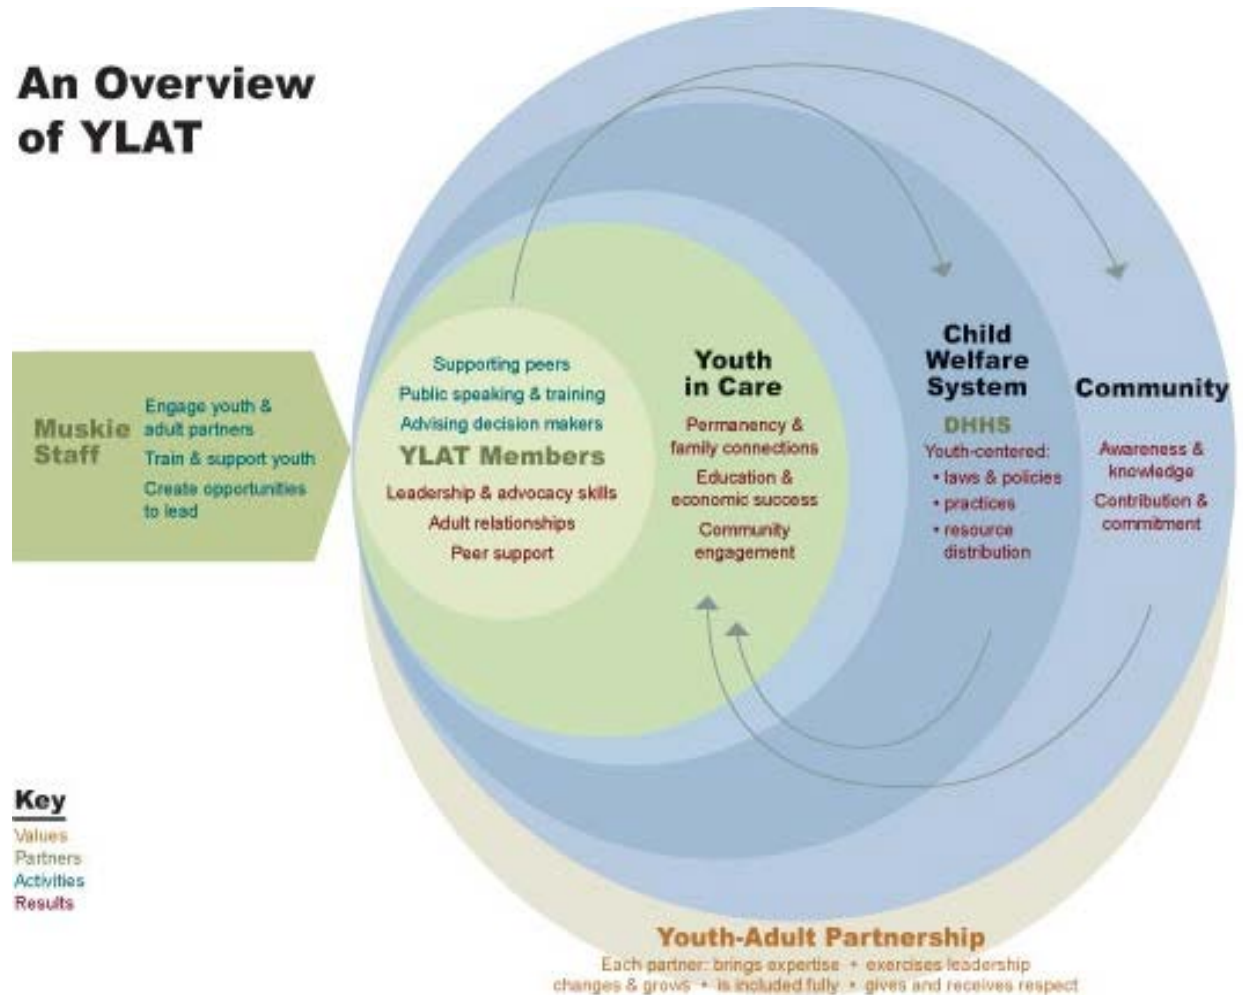 An Overview
of YLAT
Muskie
Staff
Engage youth &
adult partners
Train & support youth
Create opportunities
to lead
Supporting peers
Public speaking & training
Advising decision makers
YLAT Members
Leadership & advocacy skills
Adult relationships
Peer support
Youth
in Care
Permanency &
family connections
Education &
economic success
Community
engagement
Child
Welfare
System
DHHS
Youth-centered:
• laws & policies
• practices
• resource
distribution
Community
Awareness &
knowledge
Contribution &
commitment
Key
Values
Partners
Activities
Results
Youth-Adult Partnership
Each partner: brings expertise • exercises leadership
changes & grows • is included fully • gives and receives respect